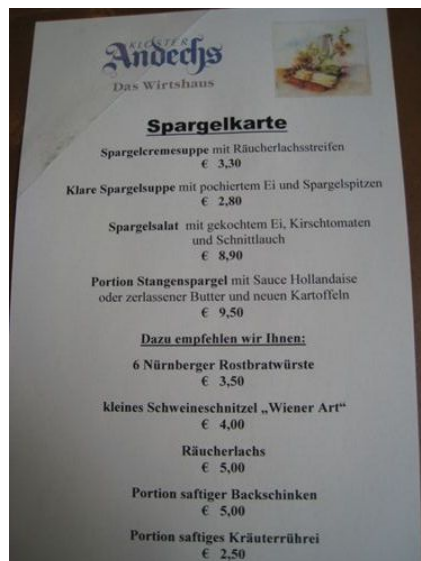 KLOSTER
Andechs
Das Wirtshaus
Spargelkarte
Spargelcremesuppe mit Räucherlachsstreifen
€ 3,30
Klare Spargelsuppe mit pochiertem Ei und Spargelspitzen
€ 2,80
Spargelsalat mit gekochtem Ei, Kirschtomaten
und Schnittlauch
€ 8,90
Portion Stangenspargel mit Sauce Hollandaise
oder zerlassener Butter und neuen Kartoffeln
€ 9,50
Dazu empfehlen wir Ihnen:
6 Nürnberger Rostbratwürste
€ 3,50
kleines Schweineschnitzel „Wiener Art“
€ 4,00
Räucherlachs
€ 5,00
Portion saftiger Backschinken
€ 5,00
Portion saftiges Kräuterrührei
€ 2,50